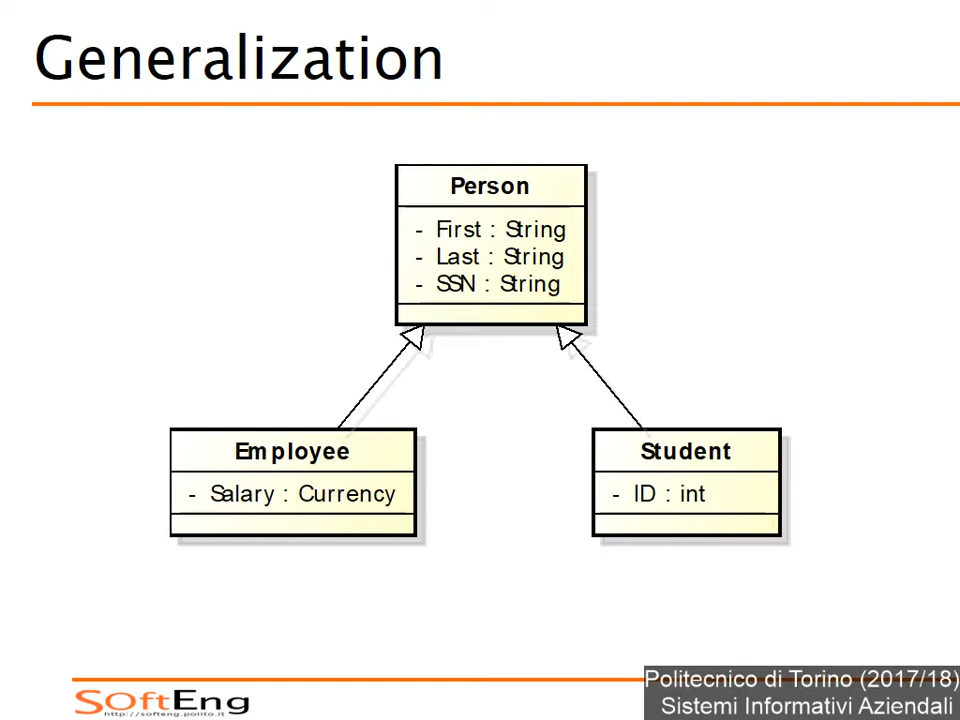 Generalization
Person
- First : String
- Last : String
- SSN : String
Employee
- Salary : Currency
Student
- ID : int
SOftEng
http://softeng.polito.it
Politecnico di Torino (2017/18)
Sistemi Informativi Aziendali